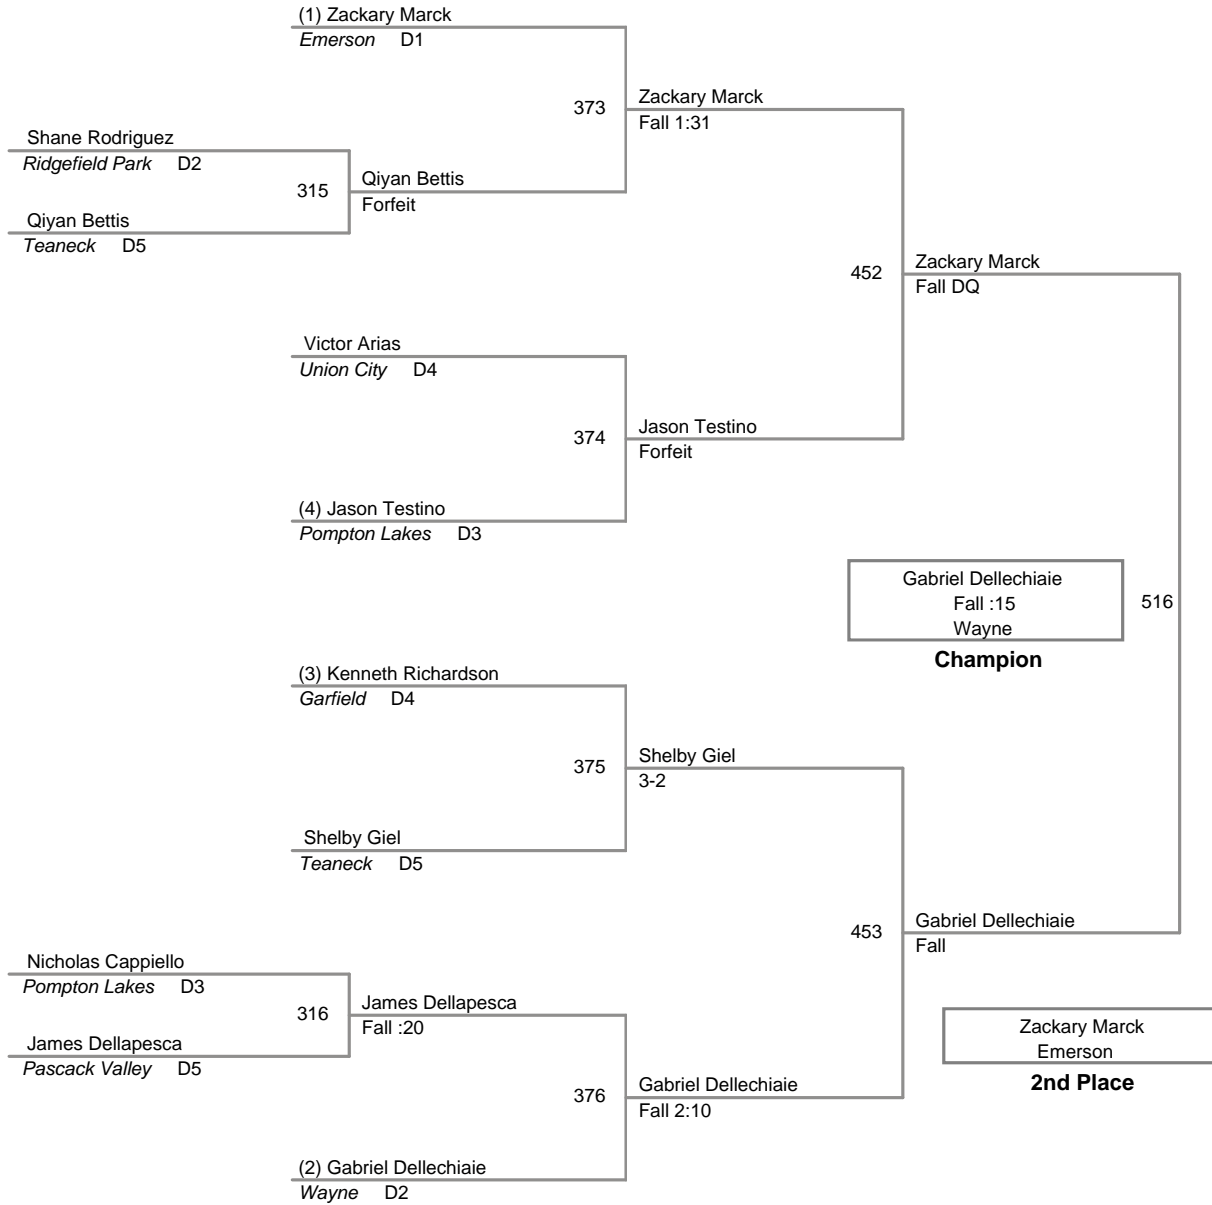 (1) Zackary Marck
Emerson D1
373
Zackary Marck
Fall 1:31
Shane Rodriguez
Ridgefield Park D2
315
Qiyan Bettis
Forfeit
Qiyan Bettis
Teaneck D5
452
Zackary Marck
Fall DQ
Victor Arias
Union City D4
374
Jason Testino
Forfeit
(4) Jason Testino
Pompton Lakes D3
Gabriel Dellechiaie
Fall :15
Wayne
Champion
516
(3) Kenneth Richardson
Garfield D4
375
Shelby Giel
3-2
Shelby Giel
Teaneck D5
453
Gabriel Dellechiaie
Fall
Nicholas Cappiello
Pompton Lakes D3
316
James Dellapesca
Fall :20
James Dellapesca
Pascack Valley D5
Zackary Marck
Emerson
2nd Place
376
Gabriel Dellechiaie
Fall 2:10
(2) Gabriel Dellechiaie
Wayne D2